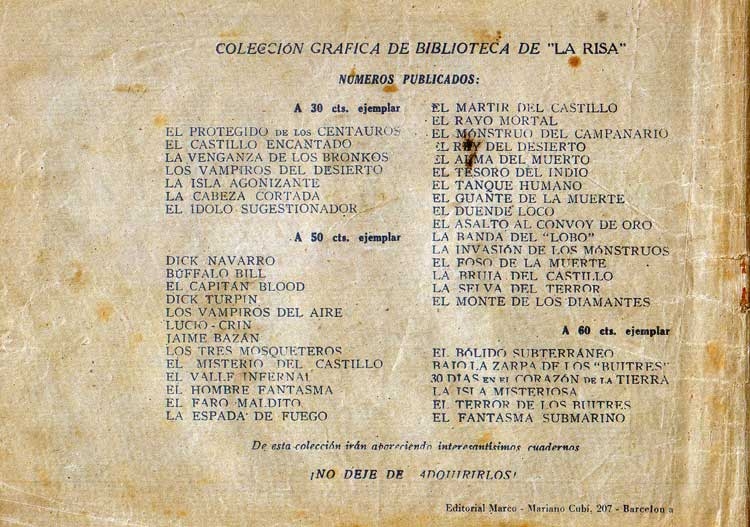 COLECCIÓN GRAFICA DE BIBLIOTECA DE "LA RISA"
NÚMEROS PUBLICADOS:
A 30 cts. ejemplar
EL PROTEGIDO DE LOS CENTAUROS
EL CASTILLO ENCANTADO
LA VENGANZA DE LOS BRONKOS
LOS VAMPIROS DEL DESIERTO
LA ISLA AGONIZANTE
LA CABEZA CORTADA
EL IDOLO SUGESTIONADOR
A 50 cts. ejemplar
DICK NAVARRO
BÚFFALO BILL
EL CAPITÁN BLOOD
DICK TURPIN
LOS VAMPIROS DEL AIRE
LUCIO-CRIN
JAIME BAZÁN
LOS TRES MOSQUETEROS
EL MISTERIO DEL CASTILLO
EL VALLE INFERNAL
EL HOMBRE FANTASMA
EL FARO MALDITO
LA ESPADA DE FUEGO
EL MARTIR DEL CASTILLO
EL RAYO MORTAL
EL MONSTRUO DEL CAMPANARIO
EL REY DEL DESIERTO
EL ALMA DEL MUERTO
EL TESORO DEL INDIO
EL TANQUE HUMANO
EL GUANTE DE LA MUERTE
EL DUENDE LOCO
EL ASALTO AL CONVOY DE ORO
LA BANDA DEL "LOBO"
LA INVASIÓN DE LOS MÓNSTRUOS
EL FOSO DE LA MUERTE
LA BRUJA DEL CASTILLO
LA SELVA DEL TERROR
EL MONTE DE LOS DIAMANTES
A 60 cts. ejemplar
EL BÓLIDO SUBTERRÁNEO
BAJO LA ZARPA DE LOS "BUITRES"
30 DIAS EN EL CORAZÓN DE LA TIERRA
LA ISLA MISTERIOSA
EL TERROR DE LOS BUITRES
EL FANTASMA SUBMARINO
De esta colección irán apareciendo interesantísimos cuadernos
¡NO DEJE DE ADQUIRIRLOS!
Editorial Marco - Mariano Cubí, 207 - Barcelona